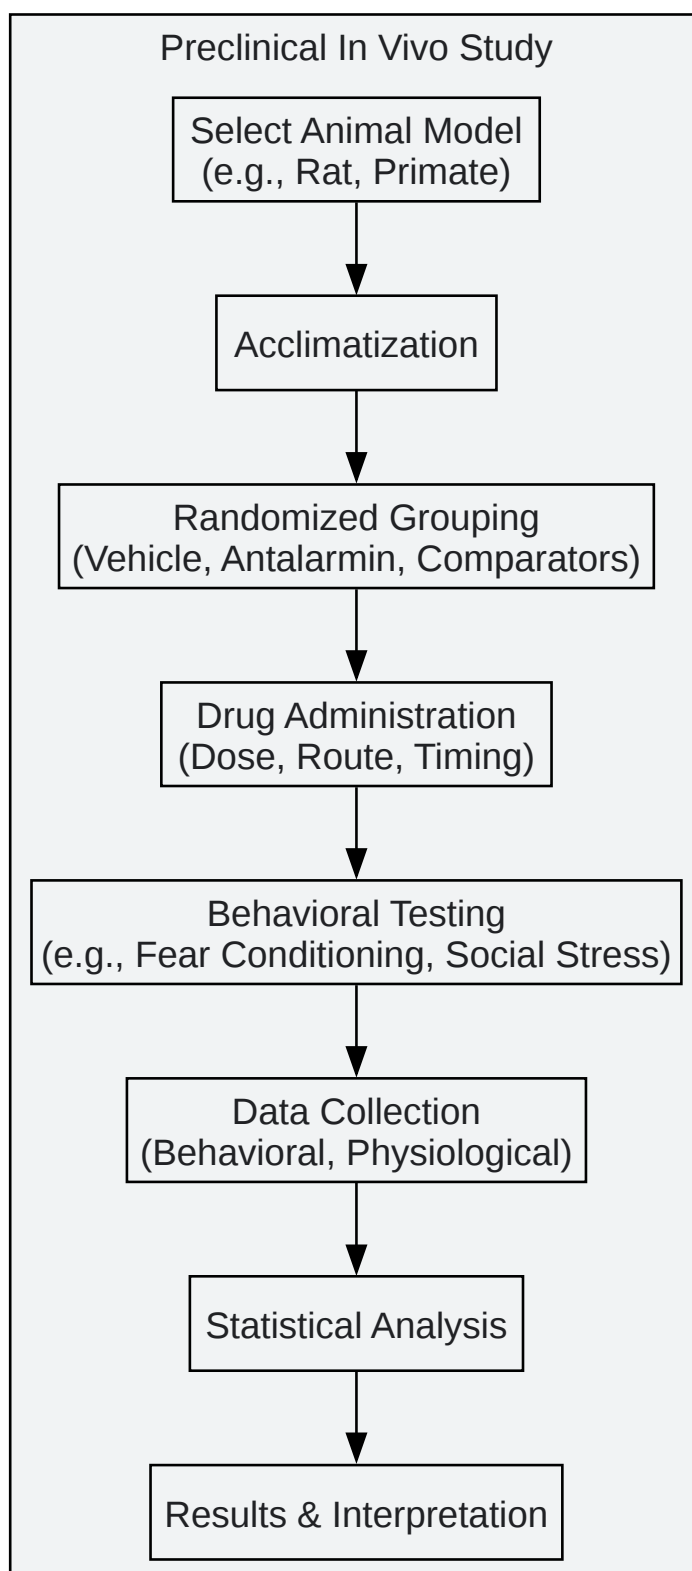 Preclinical In Vivo Study
Select Animal Model
(e.g., Rat, Primate)
Acclimatization
Randomized Grouping
(Vehicle, Antalarmin, Comparators)
Drug Administration
(Dose, Route, Timing)
Behavioral Testing
(e.g., Fear Conditioning, Social Stress)
Data Collection
(Behavioral, Physiological)
Statistical Analysis
Results & Interpretation